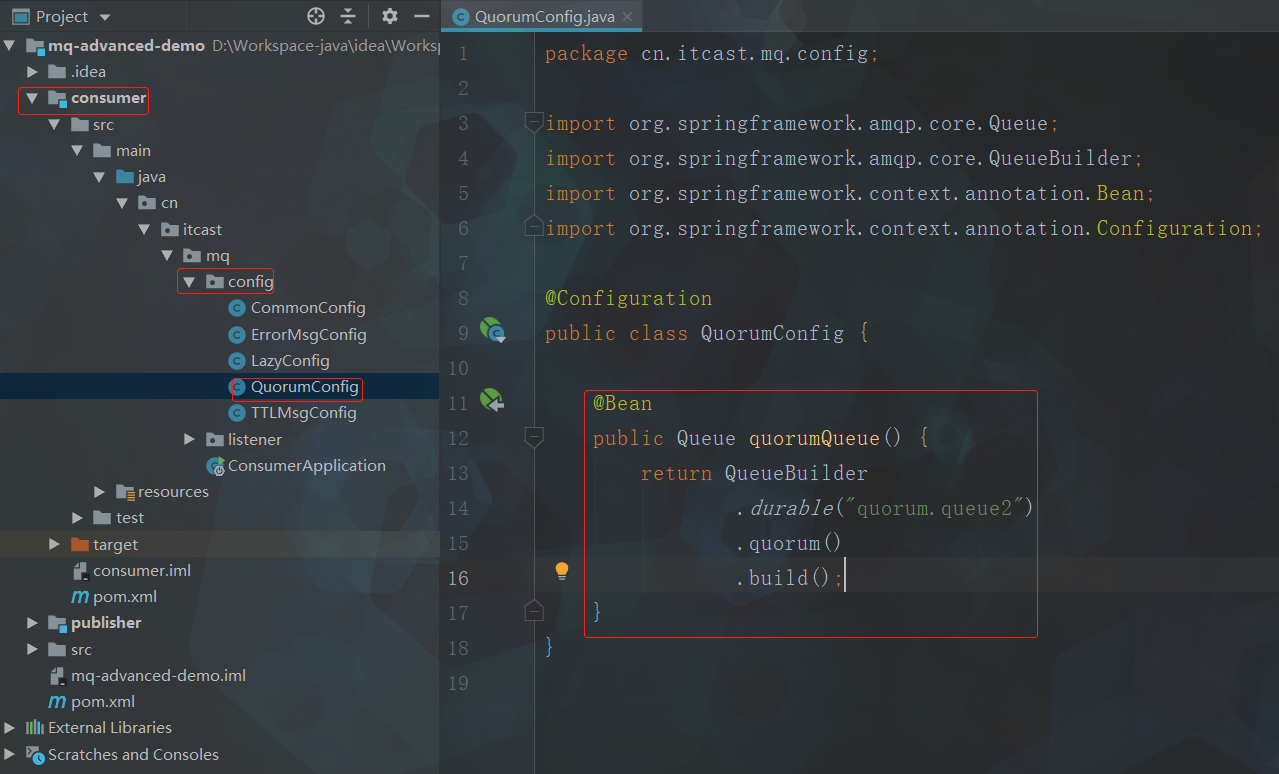 Project
mq-advanced-demo D:\Workspace-java\idea\Worksp
.idea
consumer
src
main
java
cn
itcast
mq
config
CommonConfig
ErrorMsgConfig
LazyConfig
QuorumConfig
TTLMsgConfig
listener
ConsumerApplication
resources
test
target
consumer.iml
pom.xml
publisher
src
mq-advanced-demo.iml
pom.xml
External Libraries
Scratches and Consoles
QuorumConfig.java
1 package cn.itcast.mq.config;
2
3 import org.springframework.amqp.core.Queue;
4 import org.springframework.amqp.core.QueueBuilder;
5 import org.springframework.context.annotation.Bean;
6 import org.springframework.context.annotation.Configuration;
7
8 @Configuration
9 public class QuorumConfig {
10
11 @Bean
12 public Queue quorumQueue() {
13 return QueueBuilder
14 .durable("quorum.queue2")
15 .quorum()
16 .build();
17 }
18 }
19